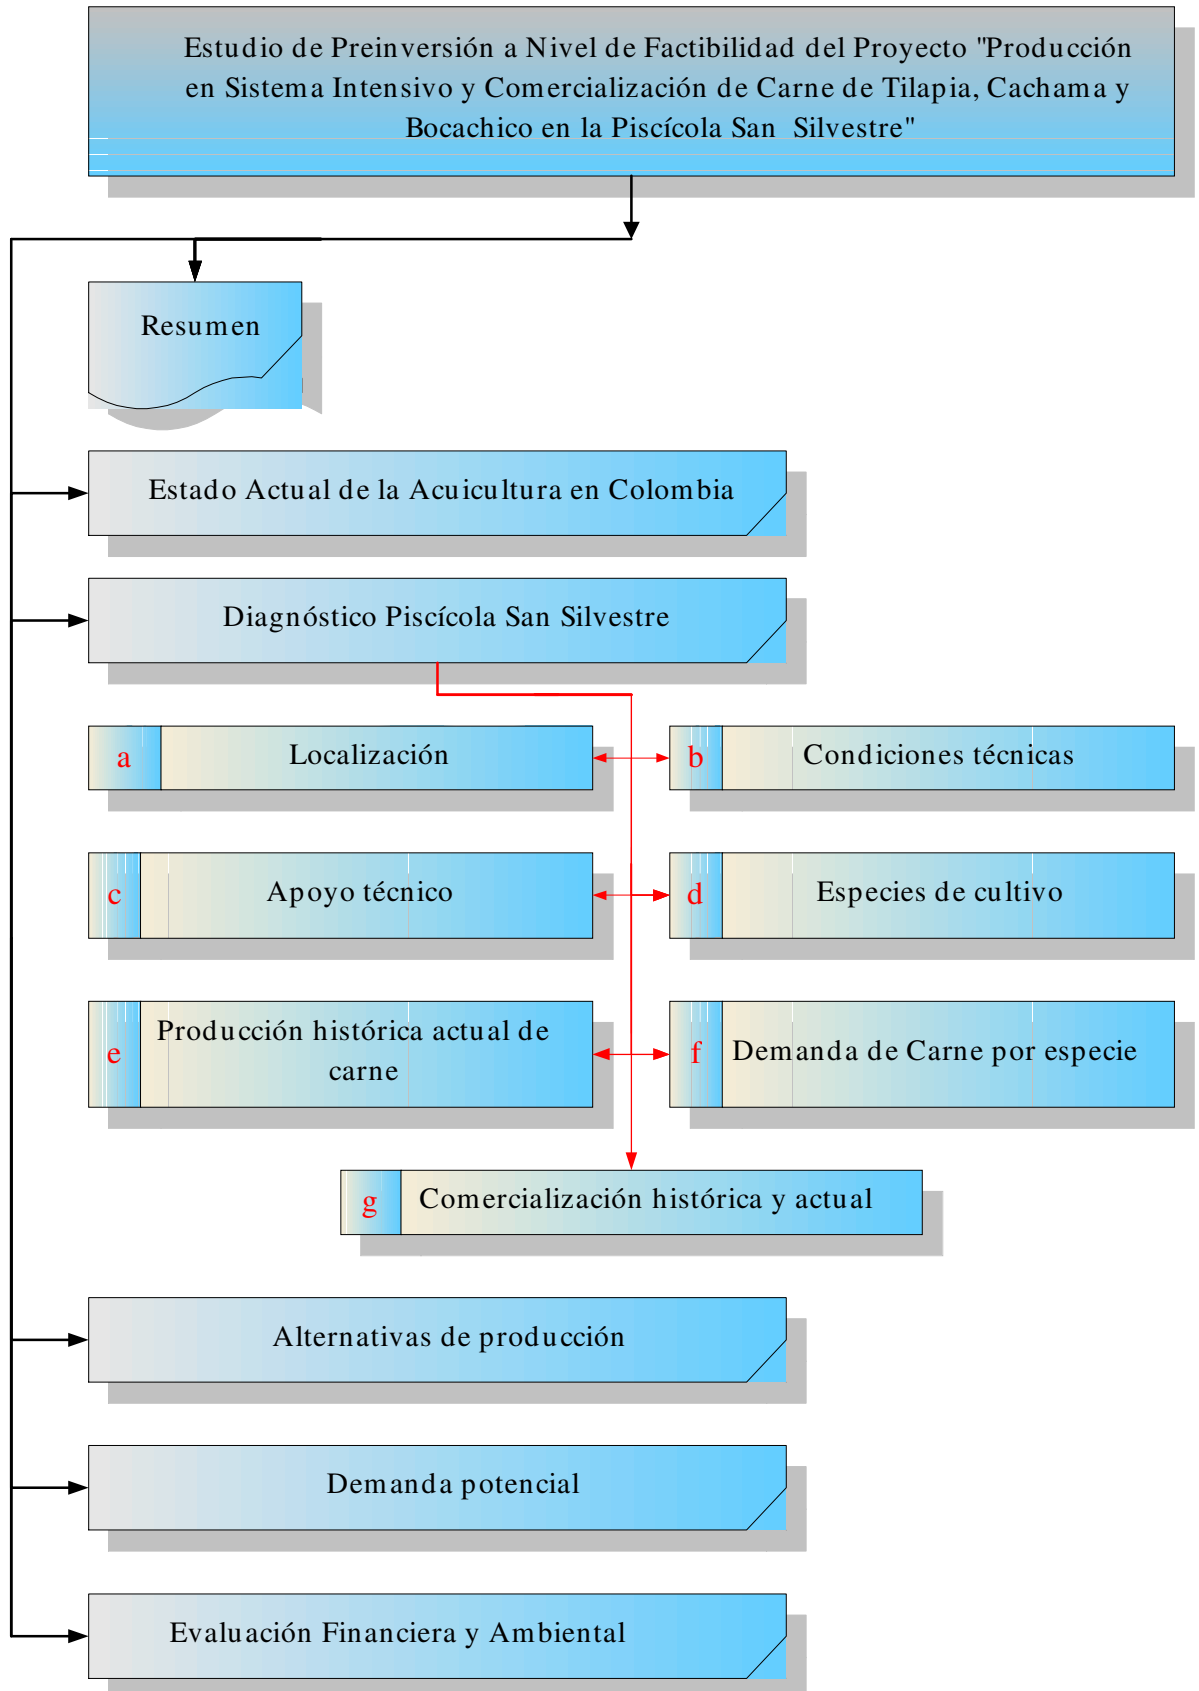 Estudio de Preinversión a Nivel de Factibilidad del Proyecto "Producción
en Sistema Intensivo y Comercialización de Carne de Tilapia, Cachama y
Bocachico en la Piscícola San Silvestre"
Resumen
Estado Actual de la Acuicultura en Colombia
Diagnóstico Piscícola San Silvestre
a Localización
b Condiciones técnicas
c Apoyo técnico
d Especies de cultivo
e Producción histórica actual de
carne
f Demanda de Carne por especie
g Comercialización histórica y actual
Alternativas de producción
Demanda potencial
Evaluación Financiera y Ambiental